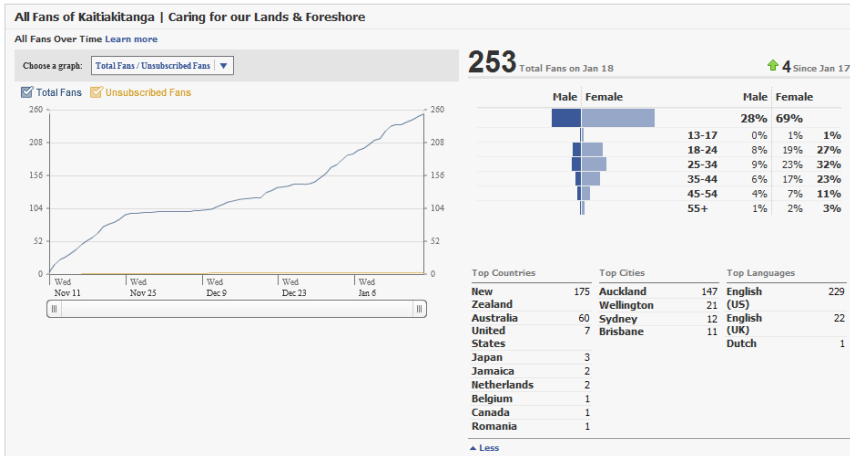 All Fans of Kaitiakitanga | Caring for our Lands & Foreshore
All Fans Over Time Learn more
Choose a graph: Total Fans / Unsubscribed Fans
Total Fans Unsubscribed Fans
260 260
208 208
156 156
104 104
52 52
0 0
Wed Wed Wed Wed Wed
Nov 11 Nov 25 Dec 9 Dec 23 Jan 6
253 Total Fans on Jan 18 4 Since Jan 17
Male Female Male Female
28% 69%
13-17 0% 1% 1%
18-24 8% 19% 27%
25-34 9% 23% 32%
35-44 6% 17% 23%
45-54 4% 7% 11%
55+ 1% 2% 3%
Top Countries
New 175
Zealand
Australia 60
United 7
States
Japan 3
Jamaica 2
Netherlands 2
Belgium 1
Canada 1
Romania 1
Less
Top Cities
Auckland 147
Wellington 21
Sydney 12
Brisbane 11
Top Languages
English 229
(US)
English 22
(UK)
Dutch 1